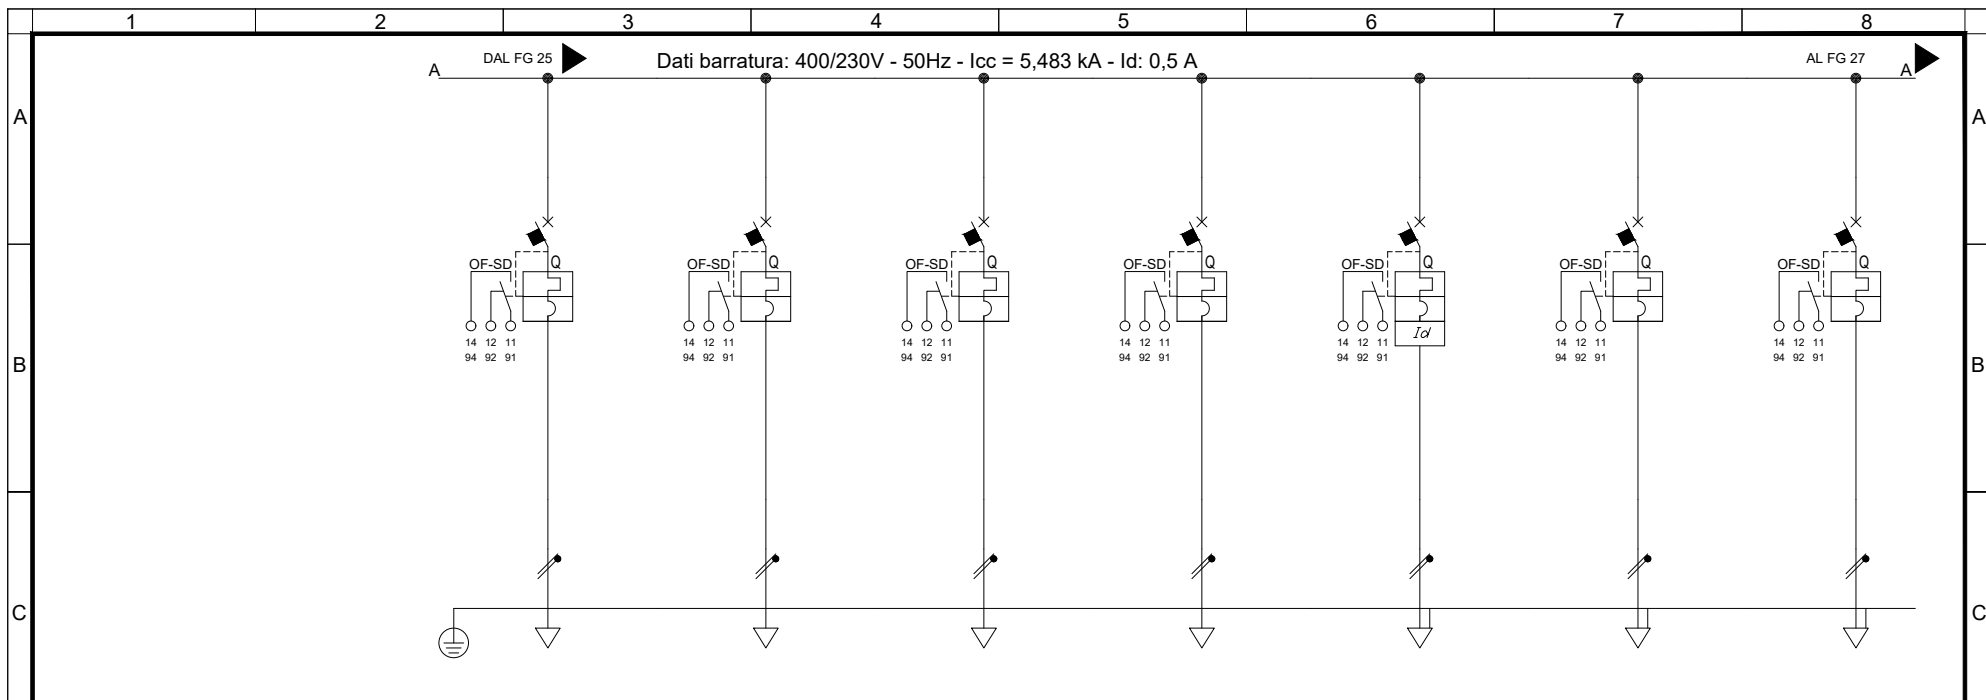 1 2 3 4 5 6 7 8
DAL FG 25 Dati barratura: 400/230V - 50Hz - Icc = 5,483 kA - Id: 0,5 A AL FG 27
A A
A A
OF-SD Q OF-SD Q OF-SD Q OF-SD Q OF-SD Q OF-SD Q OF-SD Q
Id
14 12 11 14 12 11 14 12 11 14 12 11 14 12 11 14 12 11 14 12 11
94 92 91 94 92 91 94 92 91 94 92 91 94 92 91 94 92 91 94 92 91
B B
C C